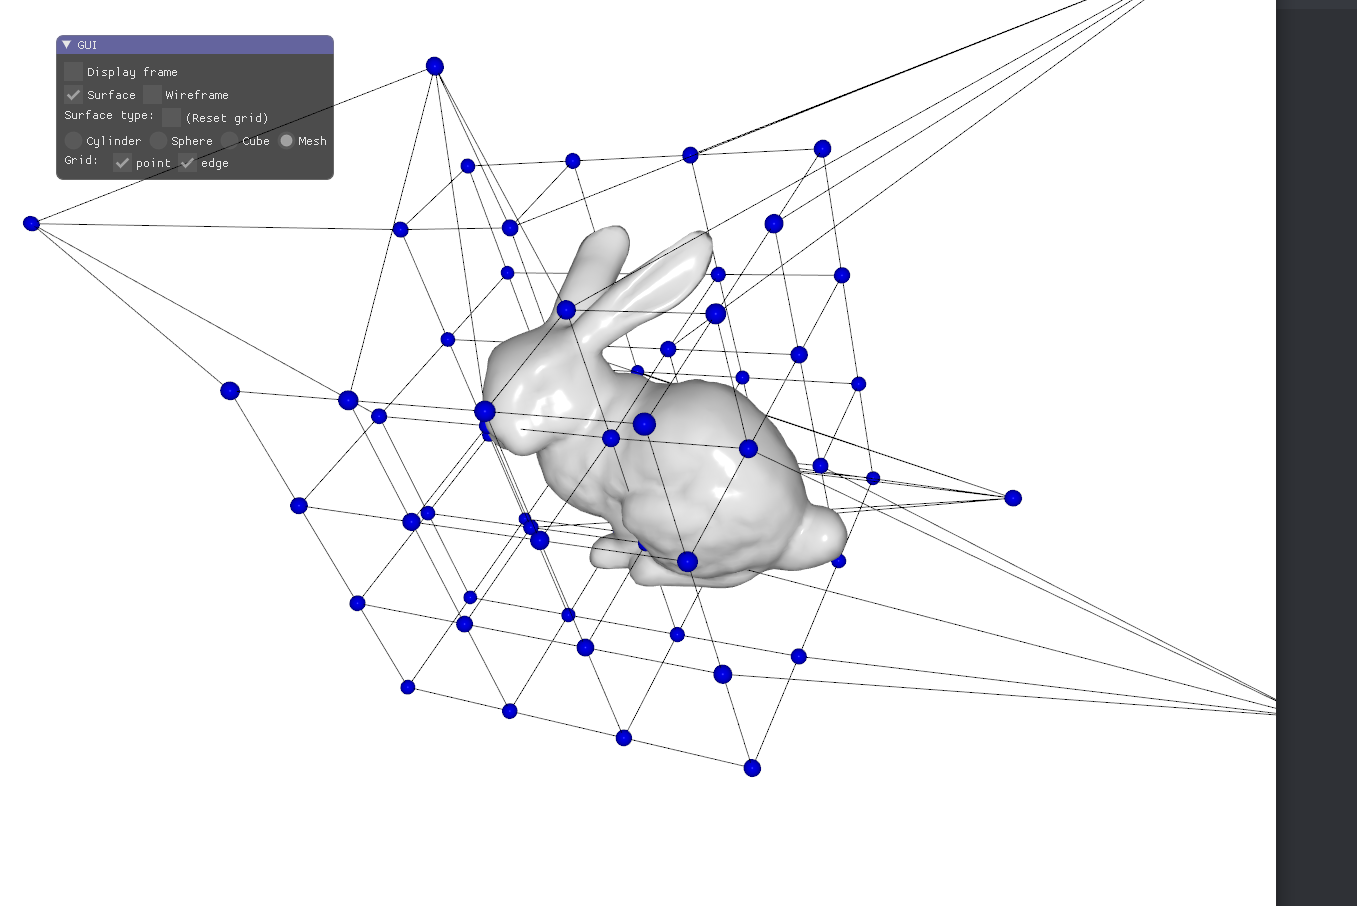 GUI
Display frame
Surface Wireframe
Surface type: (Reset grid)
Cylinder Sphere Cube Mesh
Grid: point edge